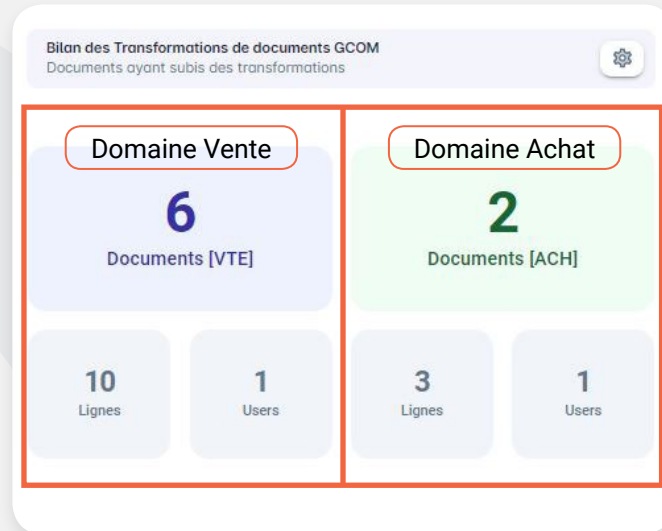 Bilan des Transformations de documents GCOM
Documents ayant subis des transformations
Domaine Vente
6
Documents [VTE]
10
Lignes
1
Users
Domaine Achat
2
Documents [ACH]
3
Lignes
1
Users